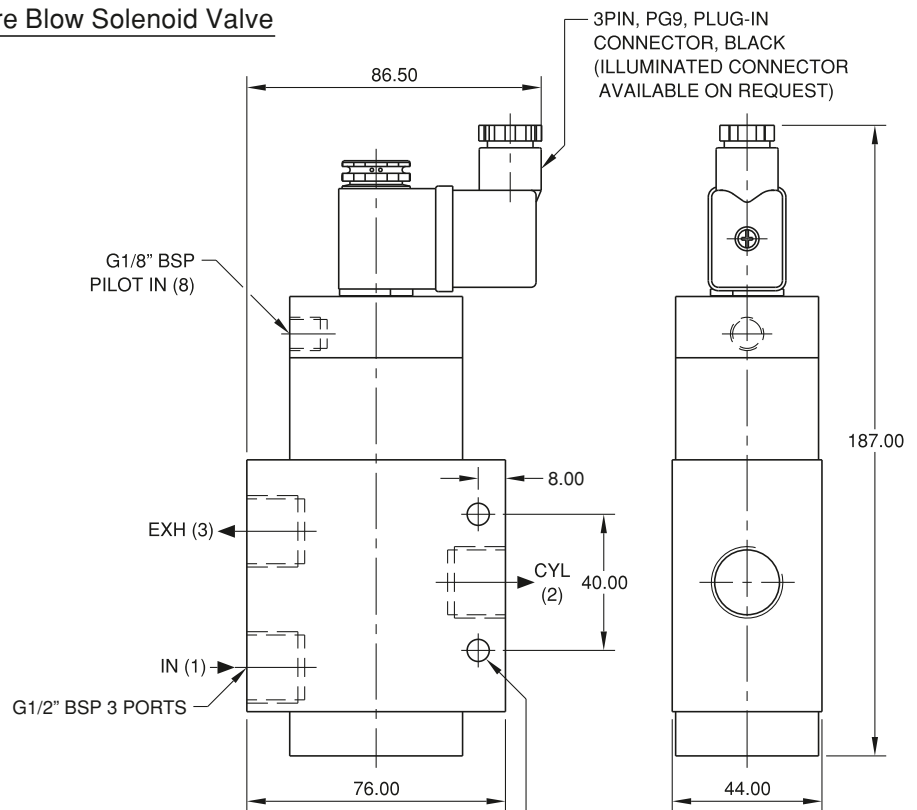 Blow Solenoid Valve
3PIN, PG9, PLUG-IN
CONNECTOR, BLACK
(ILLUMINATED CONNECTOR
AVAILABLE ON REQUEST)
86.50
G1/8" BSP
PILOT IN (8)
187.00
8.00
EXH (3)
CYL
(2)
40.00
IN (1)
G1/2" BSP 3 PORTS
76.00
44.00